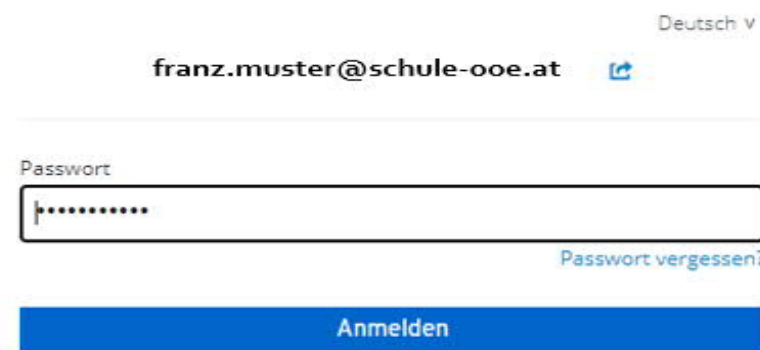 Deutsch v
franz.muster@schule-ooe.at
Passwort
•••••••••••
Passwort vergessen?
Anmelden